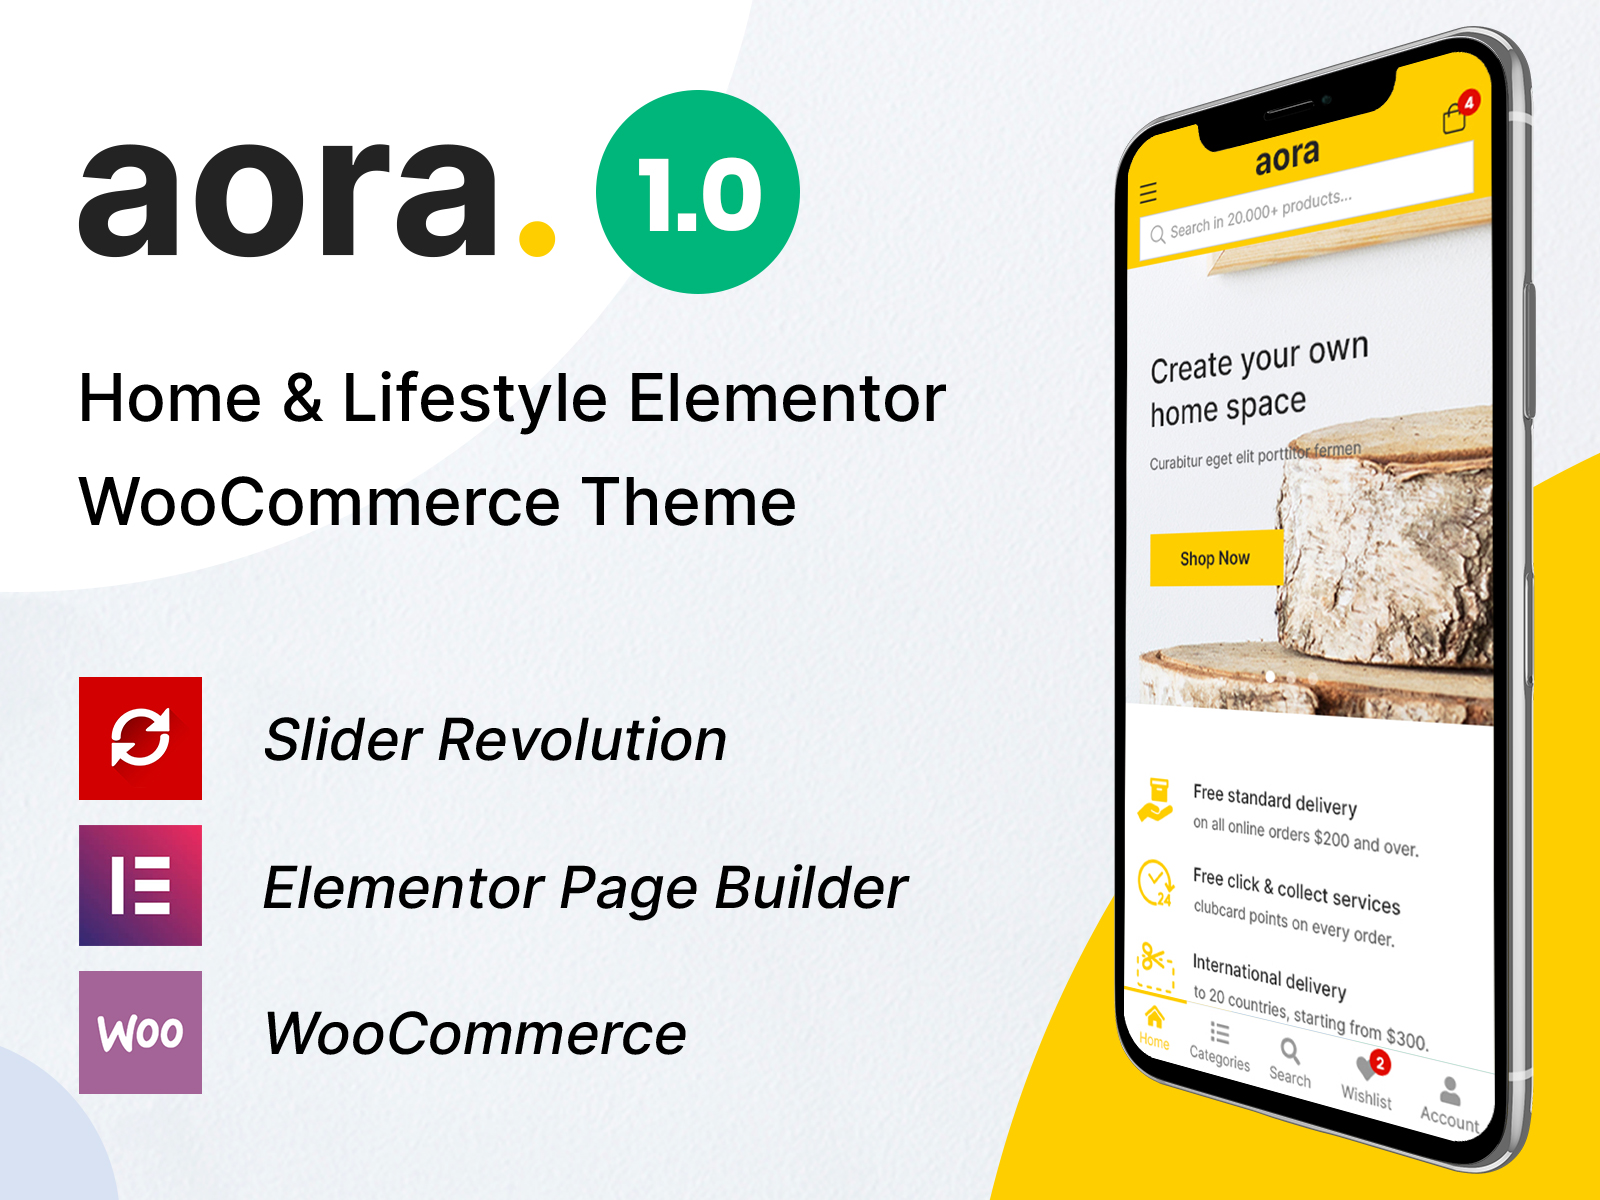 aora.
1.0
Home & Lifestyle Elementor
WooCommerce Theme
Slider Revolution
Elementor Page Builder
Woo
WooCommerce
4
aora
Search in 20.000+ products...
Create your own
home space
Curabitur eget elit porttitor fermen
Shop Now
Free standard delivery
on all online orders $200 and over.
24
Free click & collect services
clubcard points on every order.
International delivery
to 20 countries, starting from $300.
Home
Categories
Search
2
Wishlist
Account